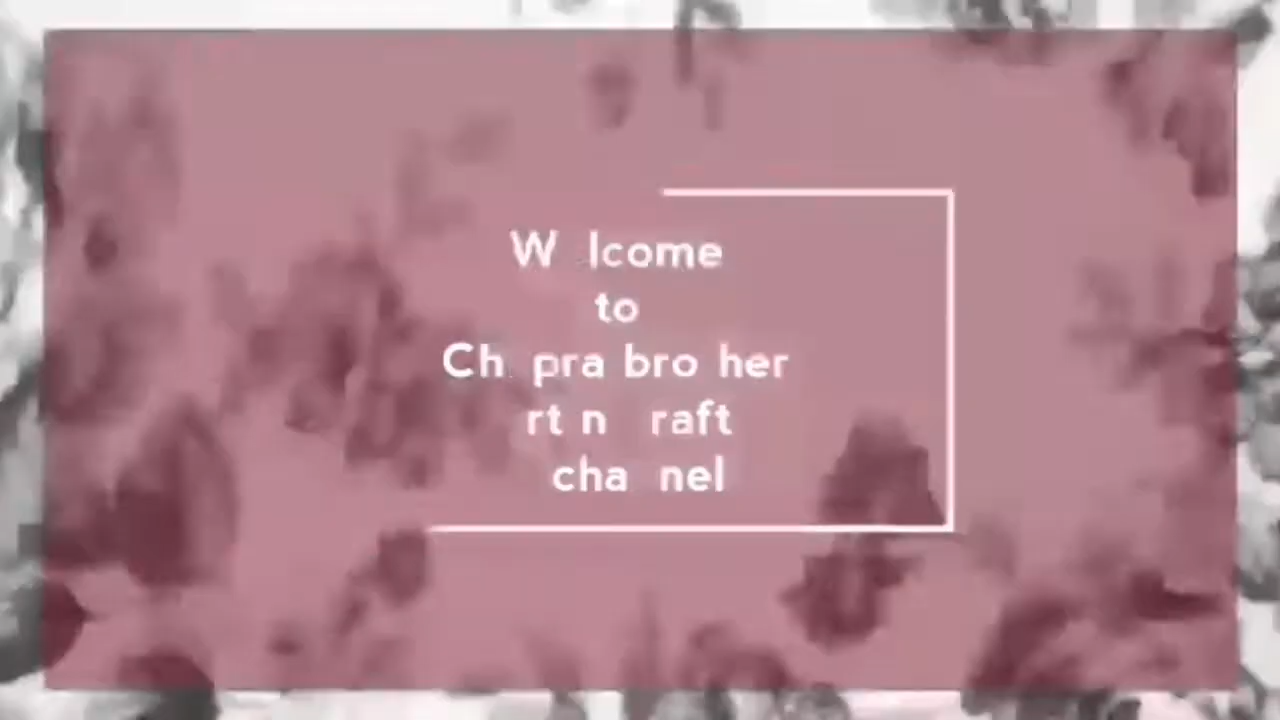 W lcome
to
Ch pra bro her
rt n raft
cha nel